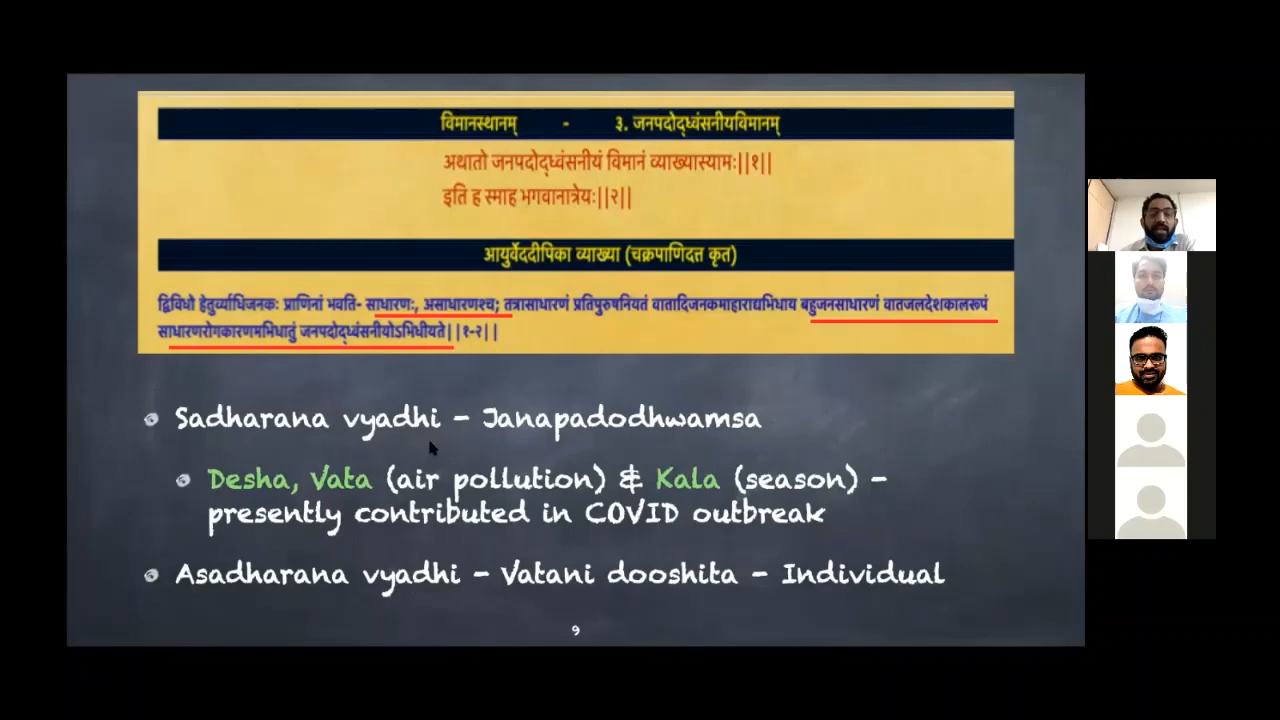 विमानस्थानम् - ३. जनपदोद्ध्वंसनीयविमानम्
अथातो जनपदोद्ध्वंसनीयं विमानं व्याख्यास्यामः||१||
इति ह स्माह भगवानात्रेयः||२||
आयुर्वेददीपिका व्याख्या (चक्रपाणिदत्त कृत)
द्विविधो हेतुर्व्याधिजनकः प्राणिनां भवति- साधारणः, असाधारणश्च; तत्रासाधारणं प्रतिपुरुषनियतं वातादिजनकमाहाराद्यभिधाय बहुजनसाधारणं वातजलदेशकालरूपं
साधारणरोगकारणमभिधातुं जनपदोद्ध्वंसनीयोऽभिधीयते||१-२||
Sadharana vyadhi - Janapadodhwamsa
Desha, Vata (air pollution) & Kala (season) -
presently contributed in COVID outbreak
Asadharana vyadhi - Vatani dooshita - Individual
9